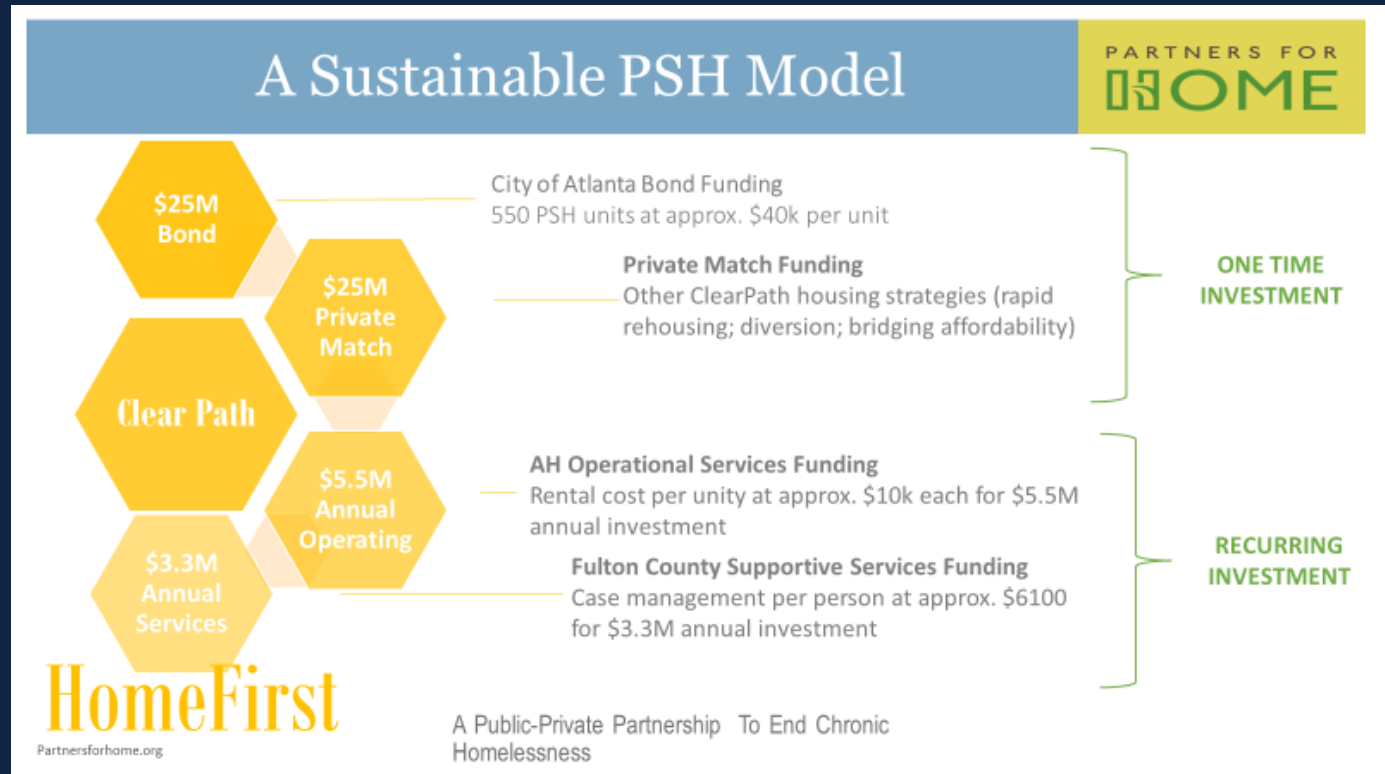 A Sustainable PSH Model
PARTNERS FOR
HOME
$25M
Bond
City of Atlanta Bond Funding
550 PSH units at approx. $40k per unit
$25M
Private
Match
Private Match Funding
Other ClearPath housing strategies (rapid
rehousing; diversion; bridging affordability)
ONE TIME
INVESTMENT
Clear Path
$5.5M
Annual
Operating
AH Operational Services Funding
Rental cost per unity at approx. $10k each for $5.5M
annual investment
$3.3M
Annual
Services
Fulton County Supportive Services Funding
Case management per person at approx. $6100
for $3.3M annual investment
RECURRING
INVESTMENT
HomeFirst
Partnersforhome.org
A Public-Private Partnership To End Chronic
Homelessness